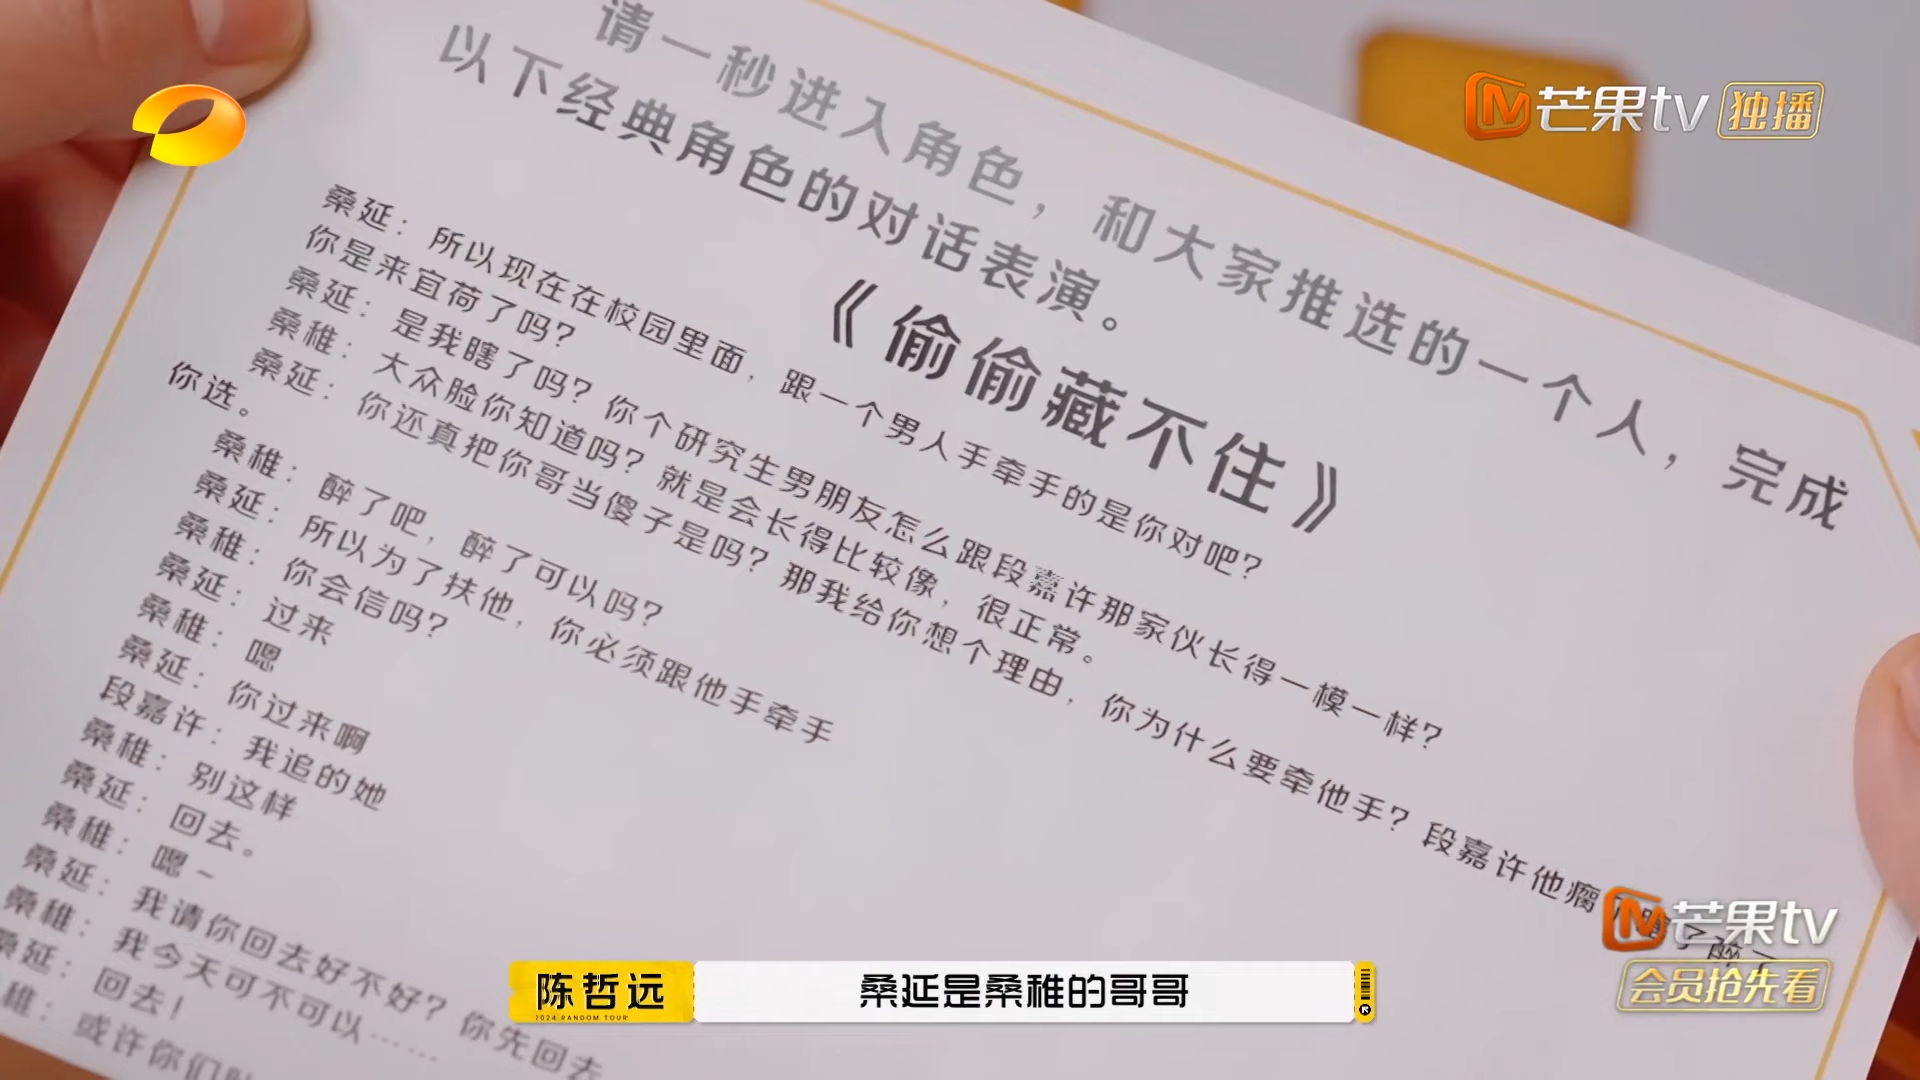 请一秒进入角色，和大家推选的一个人，完成
以下经典角色的对话表演。
《偷偷藏不住》
桑延：所以现在在校园里面，跟一个男人手牵手的是你对吧？
你是来宜荷了吗？
桑延：是我瞎了吗？你个研究生男朋友怎么跟段嘉许那家伙长得一模一样？
桑稚：大众脸你知道吗？就是会长得比较像，很正常。
桑延：你还真把你哥当傻子是吗？那我给你想个理由，你为什么要牵他手？段嘉许他瘸
你选。
桑稚：醉了吧，醉了可以吗？
桑延：所以为了扶他，你必须跟他手牵手
桑稚：你会信吗？
桑延：过来
桑稚：嗯
桑延：你过来啊
段嘉许：我追的她
桑稚：别这样
桑延：回去。
桑稚：嗯~
桑延：我请你回去好不好？你先回去
桑稚：我今天可不可以……
桑延：回去！
稚：或许你们
芒果tv 独播
芒果tv
会员抢先看
陈哲远
2024 RANDOM TOUR
桑延是桑稚的哥哥